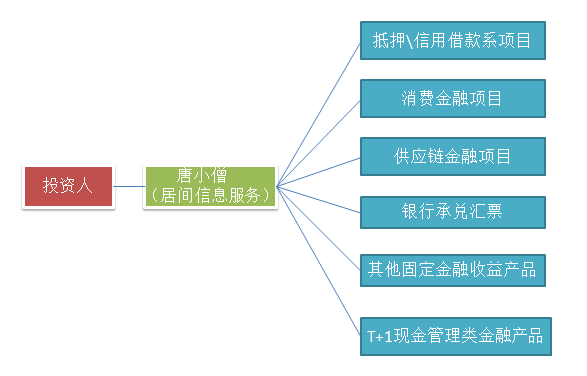 投资人
唐小僧
（居间信息服务）
抵押\信用借款系项目
消费金融项目
供应链金融项目
银行承兑汇票
其他固定金融收益产品
T+1现金管理类金融产品